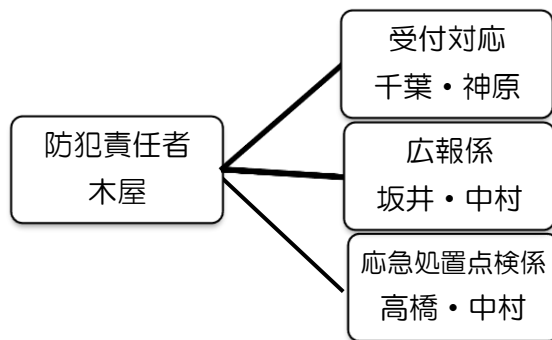 防犯責任者
木屋
受付対応
千葉・神原
広報係
坂井・中村
応急処置点検係
高橋・中村